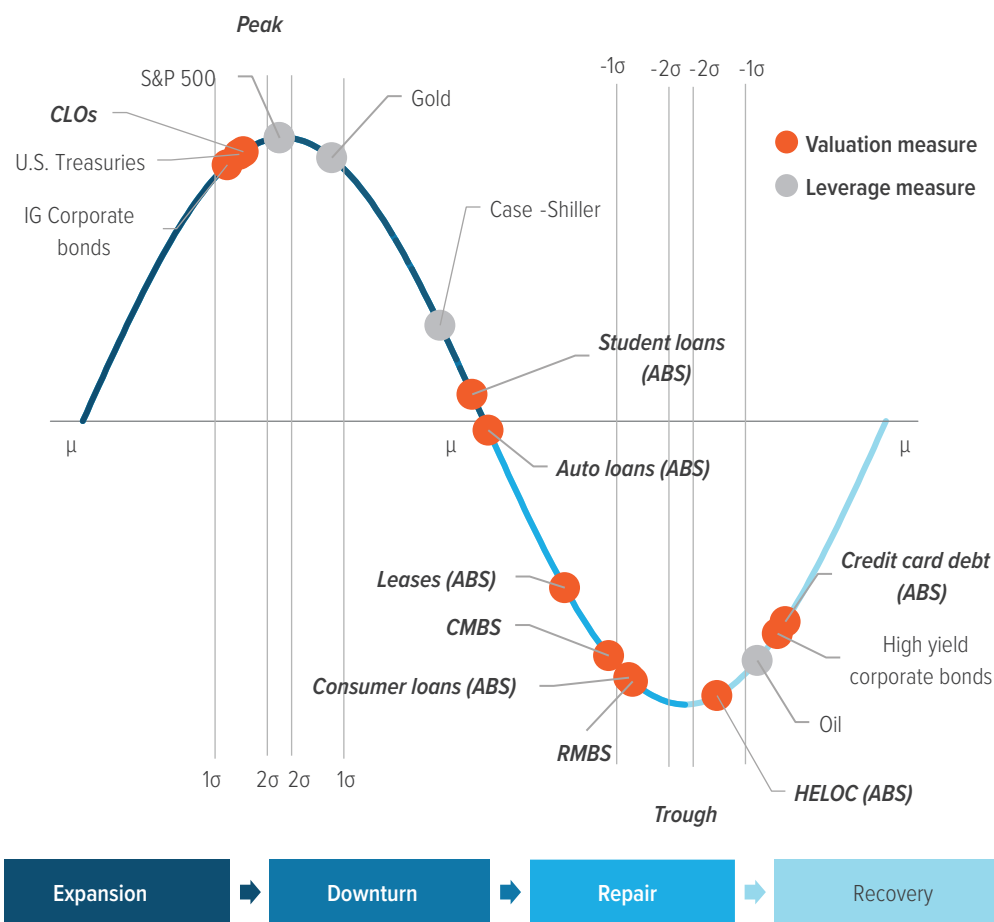 Peak
S&P 500
-1σ
-2σ
-2σ
-1σ
CLOs
Gold
U.S. Treasuries
Valuation measure
Leverage measure
IG Corporate
bonds
Case -Shiller
Student loans
(ABS)
μ
μ
μ
Auto loans (ABS)
Leases (ABS)
Credit card debt
(ABS)
CMBS
High yield
corporate bonds
Consumer loans (ABS)
Oil
RMBS
1σ
2σ
2σ
1σ
HELOC (ABS)
Trough
Expansion
Downturn
Repair
Recovery